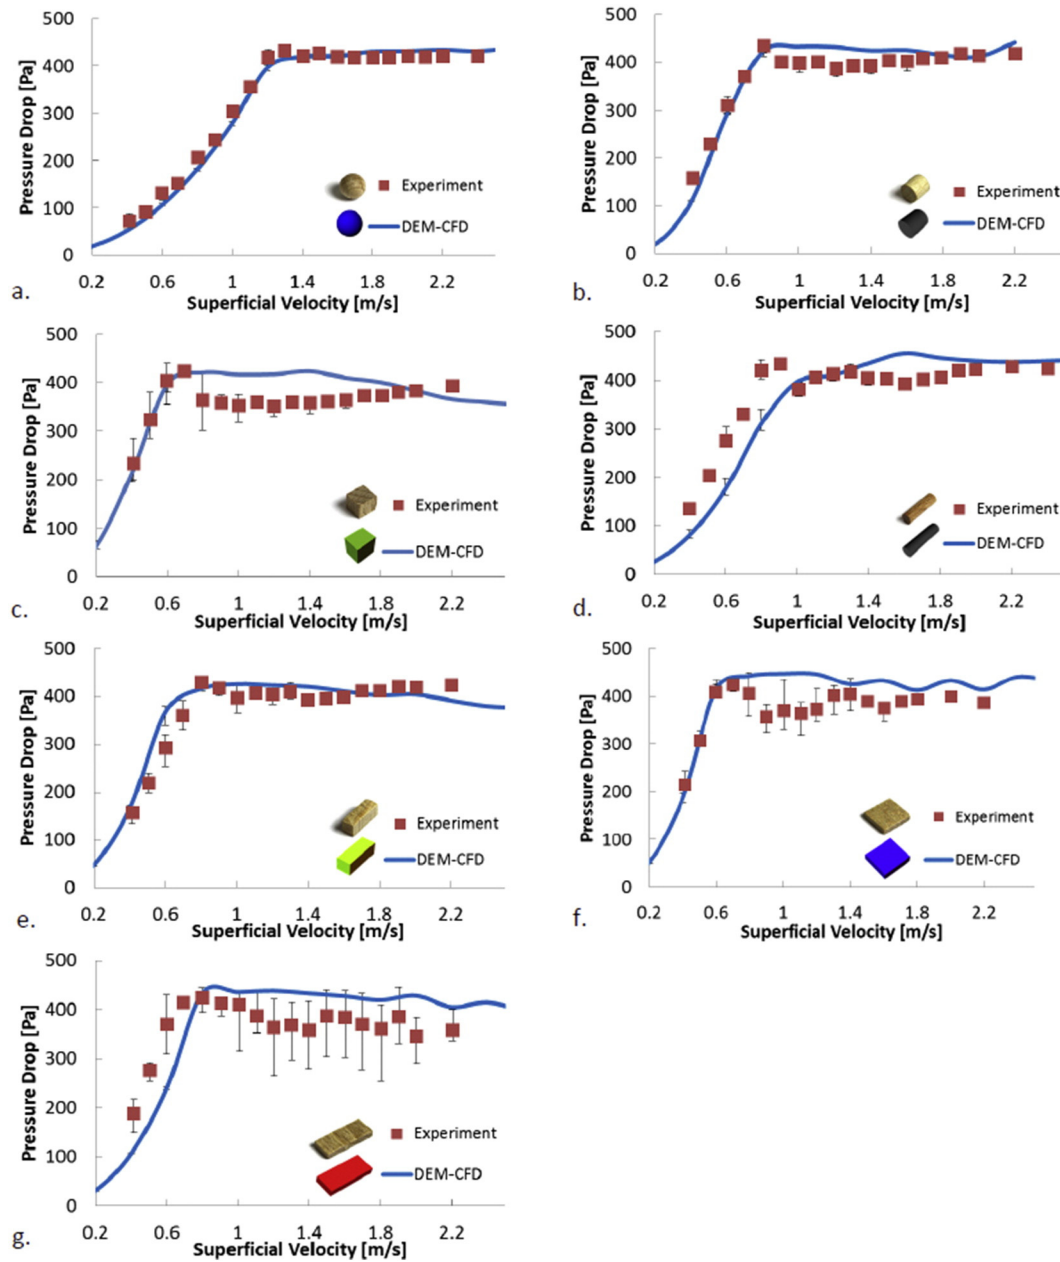 500
400
300
200
100
0
Pressure Drop [Pa]
Experiment
DEM-CFD
0.2 0.6 1 1.4 1.8 2.2
Superficial Velocity [m/s]
a.
500
400
300
200
100
0
Pressure Drop [Pa]
Experiment
DEM-CFD
0.2 0.6 1 1.4 1.8 2.2
Superficial Velocity [m/s]
b.
500
400
300
200
100
0
Pressure Drop [Pa]
Experiment
DEM-CFD
0.2 0.6 1 1.4 1.8 2.2
Superficial Velocity [m/s]
c.
500
400
300
200
100
0
Pressure Drop [Pa]
Experiment
DEM-CFD
0.2 0.6 1 1.4 1.8 2.2
Superficial Velocity [m/s]
d.
500
400
300
200
100
0
Pressure Drop [Pa]
Experiment
DEM-CFD
0.2 0.6 1 1.4 1.8 2.2
Superficial Velocity [m/s]
e.
500
400
300
200
100
0
Pressure Drop [Pa]
Experiment
DEM-CFD
0.2 0.6 1 1.4 1.8 2.2
Superficial Velocity [m/s]
f.
500
400
300
200
100
0
Pressure Drop [Pa]
Experiment
DEM-CFD
0.2 0.6 1 1.4 1.8 2.2
Superficial Velocity [m/s]
g.